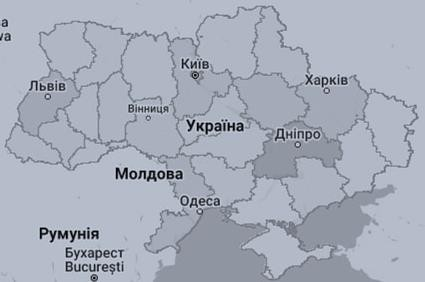 Київ
Харків
Львів
Вінниця
Україна
Дніпро
Молдова
Одеса
Румунія
Бухарест
București